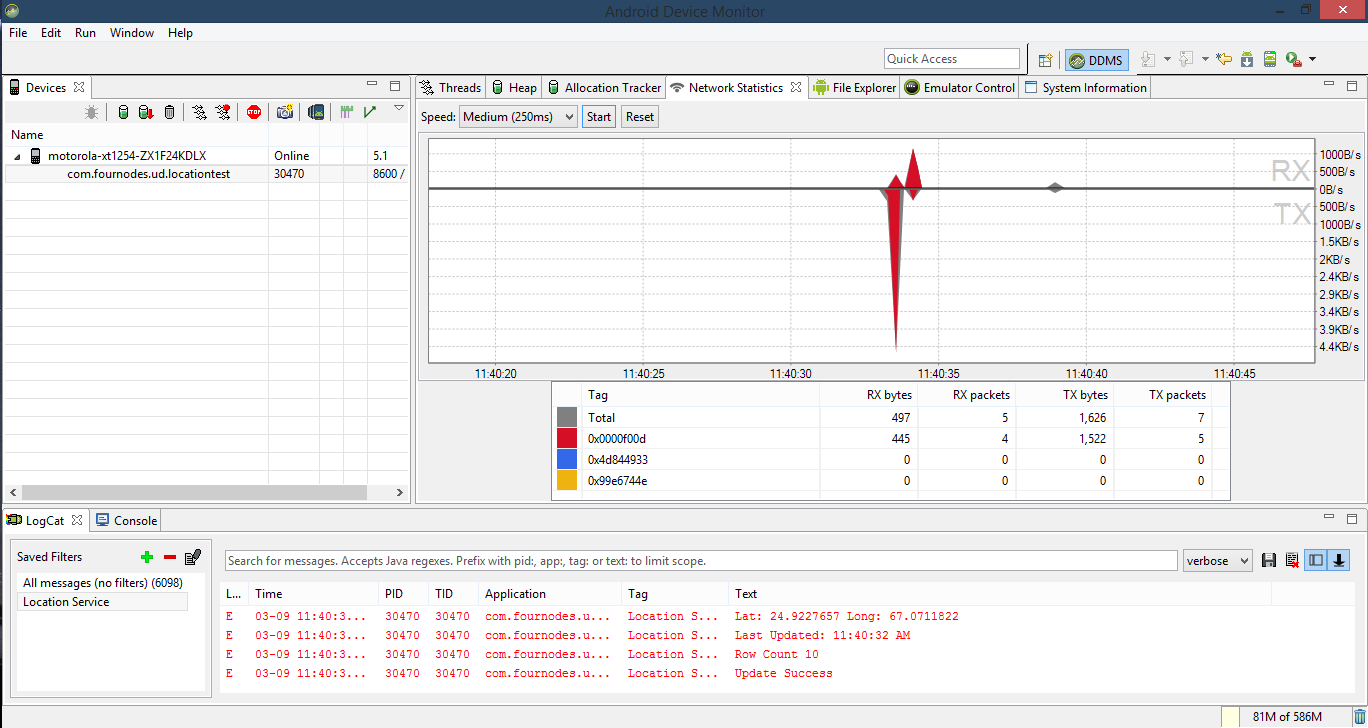 Android Device Monitor
File Edit Run Window Help
Quick Access DDMS
Devices
Name
motorola-xt1254-ZX1F24KDLX Online 5.1
com.fournodes.ud.locationtest 30470 8600 /
Threads Heap Allocation Tracker Network Statistics File Explorer Emulator Control System Information
Speed: Medium (250ms) Start Reset
1000B/s
RX
500B/s
0B/s
500B/s
TX
1000B/s
1.5KB/s
2KB/s
2.4KB/s
2.9KB/s
3.4KB/s
3.9KB/s
4.4KB/s
11:40:20 11:40:25 11:40:30 11:40:35 11:40:40 11:40:45
Tag RX bytes RX packets TX bytes TX packets
Total 497 5 1,626 7
0x0000f00d 445 4 1,522 5
0x4d844933 0 0 0 0
0x99e6744e 0 0 0 0
LogCat Console
Saved Filters
All messages (no filters) (6098)
Location Service
Search for messages. Accepts Java regexes. Prefix with pid:, app:, tag: or text: to limit scope. verbose
L... Time PID TID Application Tag Text
E 03-09 11:40:3... 30470 30470 com.fournodes.u... Location S... Lat: 24.9227657 Long: 67.0711822
E 03-09 11:40:3... 30470 30470 com.fournodes.u... Location S... Last Updated: 11:40:32 AM
E 03-09 11:40:3... 30470 30470 com.fournodes.u... Location S... Row Count 10
E 03-09 11:40:3... 30470 30470 com.fournodes.u... Location S... Update Success
81M of 586M